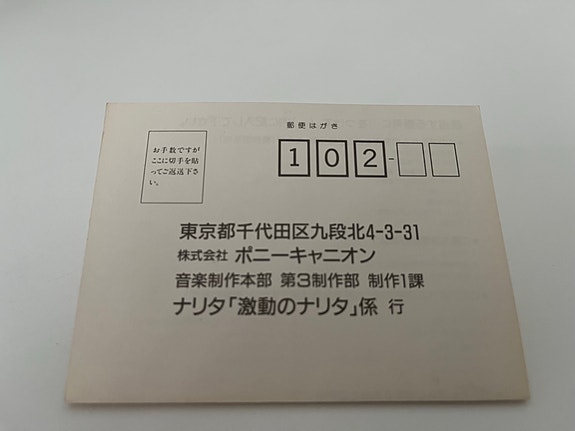 郵便はがき
お手数ですが
ここに切手を貼
ってご返送下さ
い。
102-
東京都千代田区九段北4-3-31
株式会社 ポニーキャニオン
音楽制作本部 第3制作部 制作1課
ナリタ「激動のナリタ」係 行